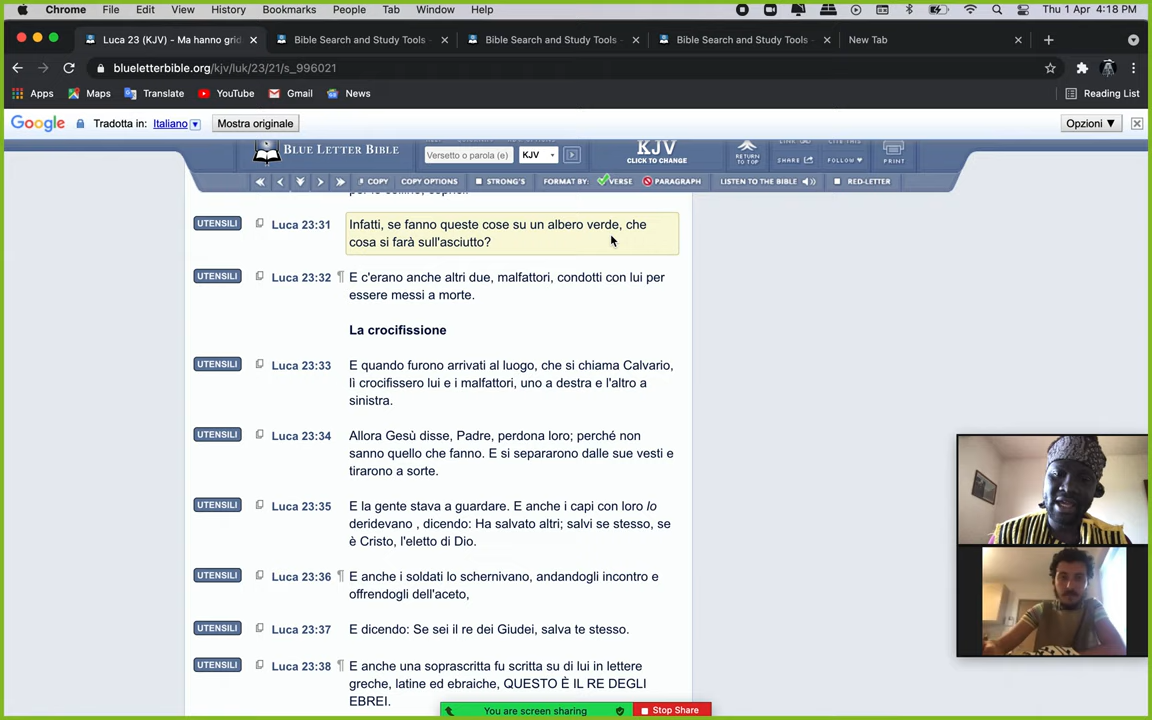 Chrome File Edit View History Bookmarks People Tab Window Help Thu 1 Apr 4:18 PM
Luca 23 (KJV) - Ma hanno grid Bible Search and Study Tools - Bible Search and Study Tools - Bible Search and Study Tools - New Tab
blueletterbible.org/kjv/luk/23/21/s_996021
Apps Maps Translate YouTube Gmail News Reading List
Google Tradotta in: Italiano Mostra originale Opzioni ▼
BLUE LETTER BIBLE Versetto o parola (e) KJV KJV CLICK TO CHANGE RETURN TO TOP SHARE FOLLOW PRINT
COPY COPY OPTIONS STRONG'S FORMAT BY: VERSE PARAGRAPH LISTEN TO THE BIBLE RED-LETTER
UTENSILI Luca 23:31 Infatti, se fanno queste cose su un albero verde, che
cosa si farà sull'asciutto?
UTENSILI Luca 23:32 ¶ E c'erano anche altri due, malfattori, condotti con lui per
essere messi a morte.
La crocifissione
UTENSILI Luca 23:33 E quando furono arrivati al luogo, che si chiama Calvario,
lì crocifissero lui e i malfattori, uno a destra e l'altro a
sinistra.
UTENSILI Luca 23:34 Allora Gesù disse, Padre, perdona loro; perché non
sanno quello che fanno. E si separarono dalle sue vesti e
tirarono a sorte.
UTENSILI Luca 23:35 E la gente stava a guardare. E anche i capi con loro lo
deridevano , dicendo: Ha salvato altri; salvi se stesso, se
è Cristo, l'eletto di Dio.
UTENSILI Luca 23:36 ¶ E anche i soldati lo schernivano, andandogli incontro e
offrendogli dell'aceto,
UTENSILI Luca 23:37 E dicendo: Se sei il re dei Giudei, salva te stesso.
UTENSILI Luca 23:38 ¶ E anche una soprascritta fu scritta su di lui in lettere
greche, latine ed ebraiche, QUESTO È IL RE DEGLI
EBREI.
You are screen sharing Stop Share